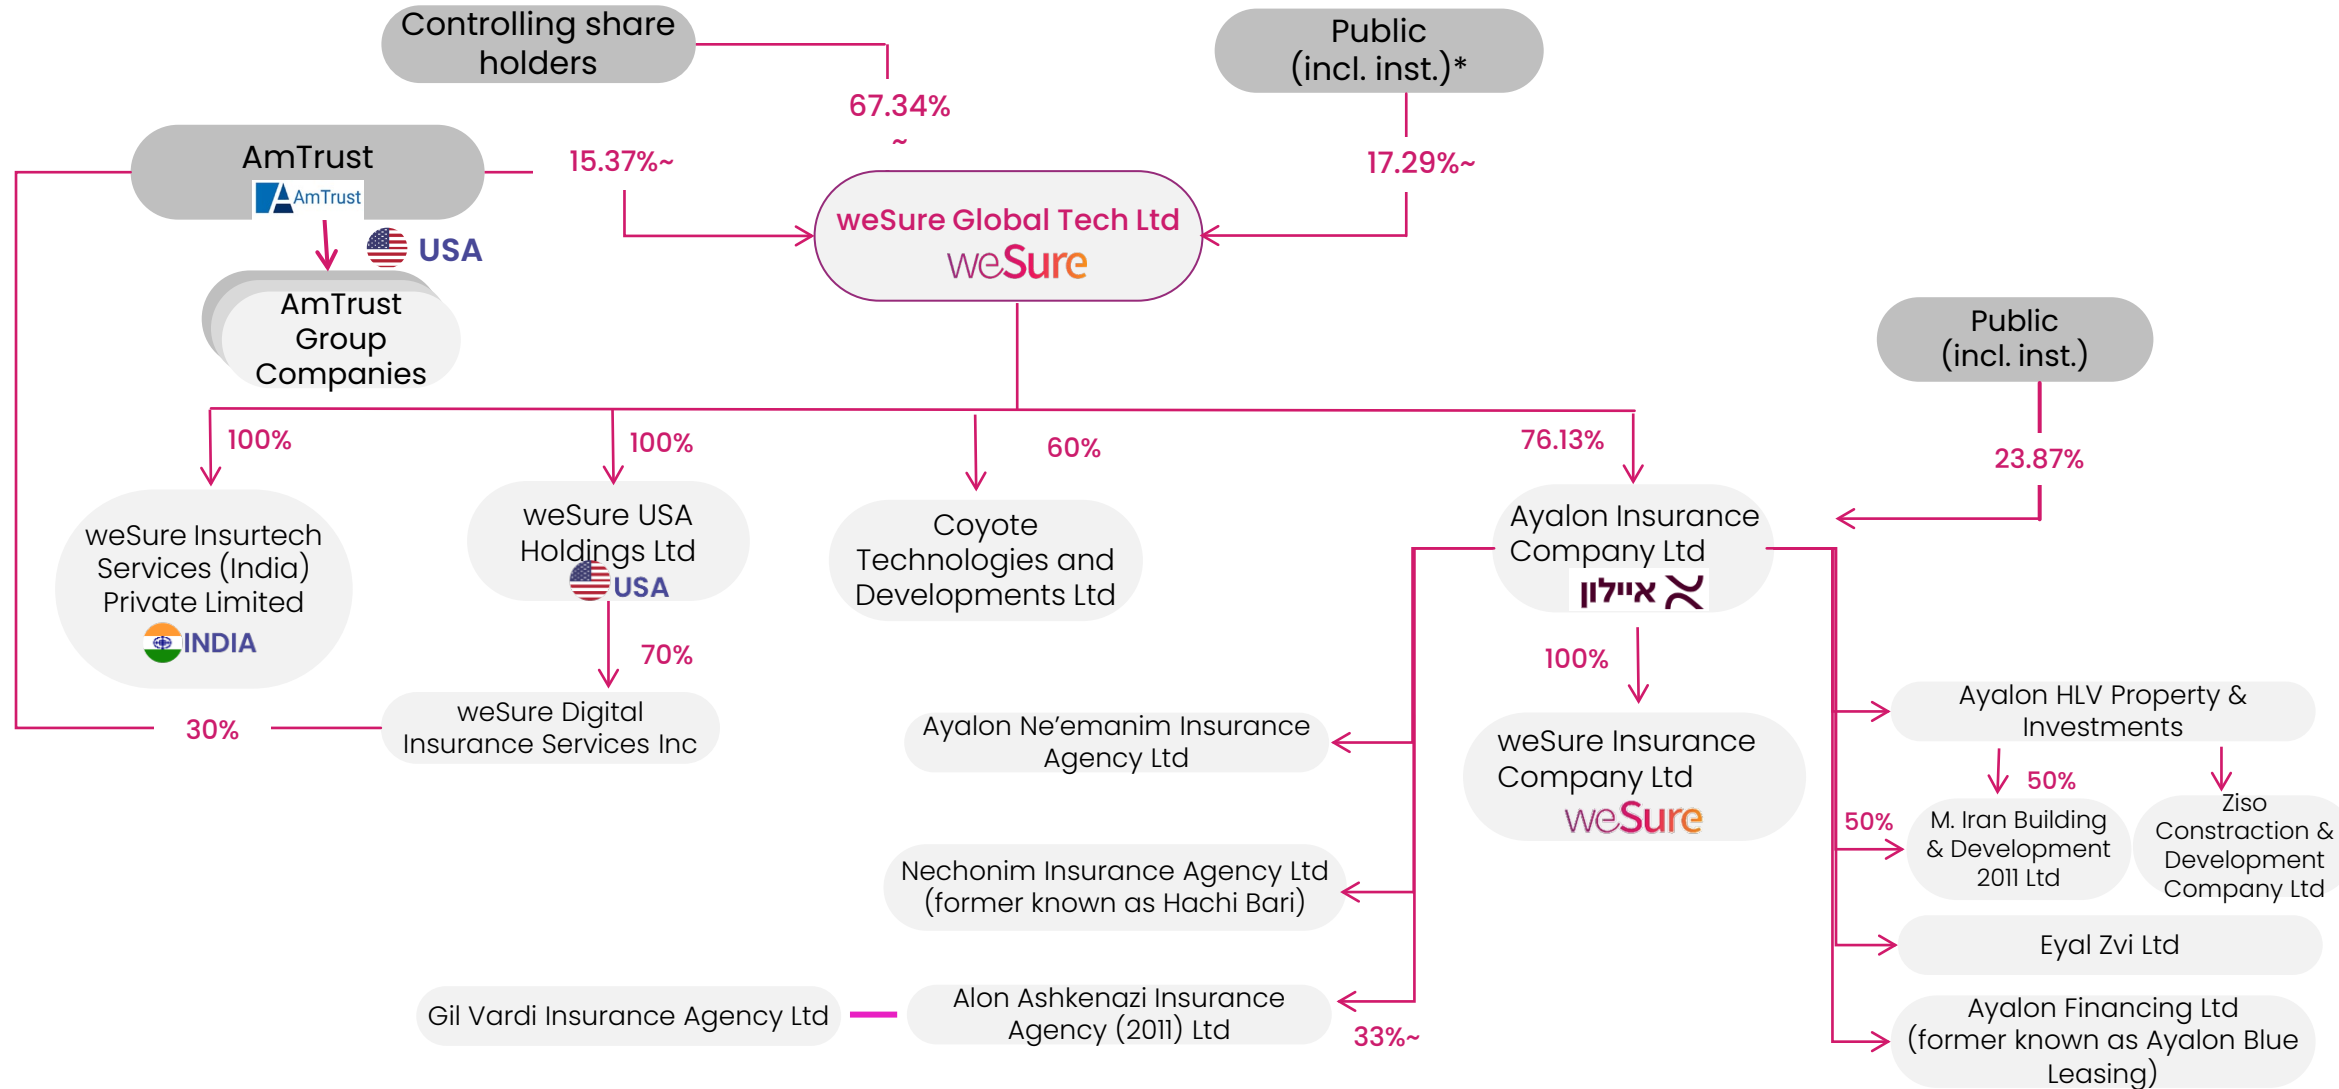 Controlling share
holders
Public
(incl. inst.)*
67.34%
~
AmTrust
AmTrust
15.37%~
17.29%~
weSure Global Tech Ltd
weSure
USA
AmTrust
Group
Companies
Public
(incl. inst.)
100%
100%
60%
76.13%
23.87%
weSure Insurtech
Services (India)
Private Limited
INDIA
weSure USA
Holdings Ltd
USA
Coyote
Technologies and
Developments Ltd
Ayalon Insurance
Company Ltd
איילון
70%
100%
30%
weSure Digital
Insurance Services Inc
Ayalon Ne’emanim Insurance
Agency Ltd
weSure Insurance
Company Ltd
weSure
Ayalon HLV Property &
Investments
50%
50%
M. Iran Building
& Development
2011 Ltd
Ziso
Constraction &
Development
Company Ltd
Nechonim Insurance Agency Ltd
(former known as Hachi Bari)
Eyal Zvi Ltd
Gil Vardi Insurance Agency Ltd
Alon Ashkenazi Insurance
Agency (2011) Ltd
33%~
Ayalon Financing Ltd
(former known as Ayalon Blue
Leasing)